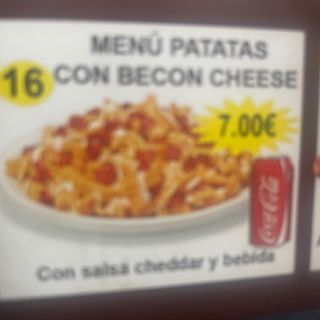 MENÚ PATATAS
16 CON BECON CHEESE
7.00€
Coca-Cola
Con salsa cheddar y bebida